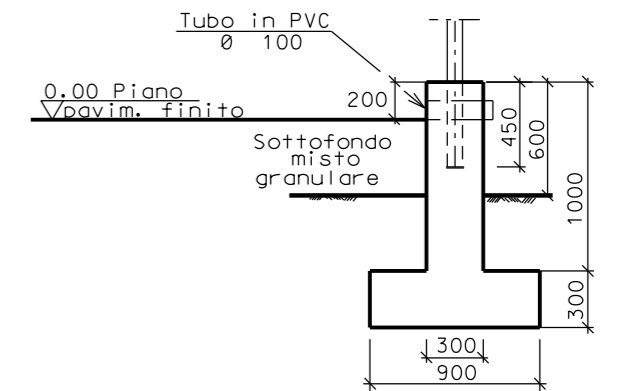 Tubo in PVC
Ø 100
0.00 Piano
pavim. finito
200
Sottofondo
misto
granulare
450
600
1000
300
300
900